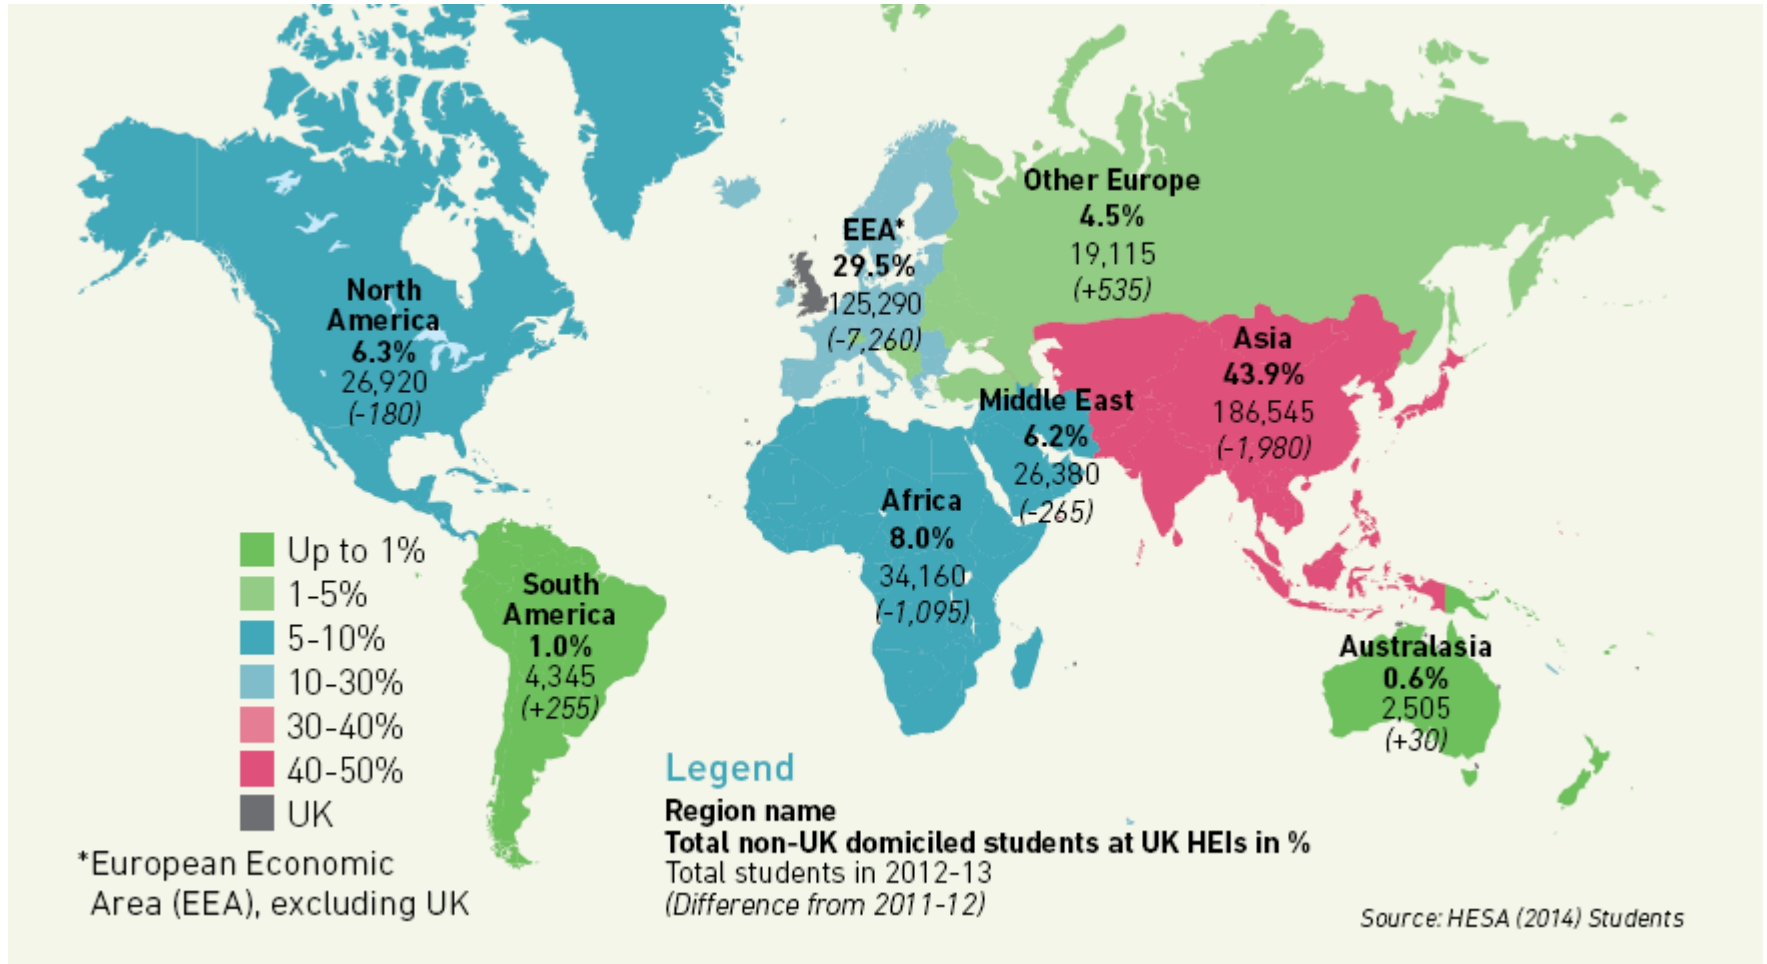 Other Europe
4.5%
19,115
(+535)
EEA*
29.5%
125,290
(-7,260)
North
America
6.3%
26,920
(-180)
Asia
43.9%
186,545
(-1,980)
Middle East
6.2%
26,380
(-265)
Africa
8.0%
34,160
(-1,095)
South
America
1.0%
4,345
(+255)
Australasia
0.6%
2,505
(+30)
Up to 1%
1-5%
5-10%
10-30%
30-40%
40-50%
UK
*European Economic
Area (EEA), excluding UK
Legend
Region name
Total non-UK domiciled students at UK HEIs in %
Total students in 2012-13
(Difference from 2011-12)
Source: HESA (2014) Students